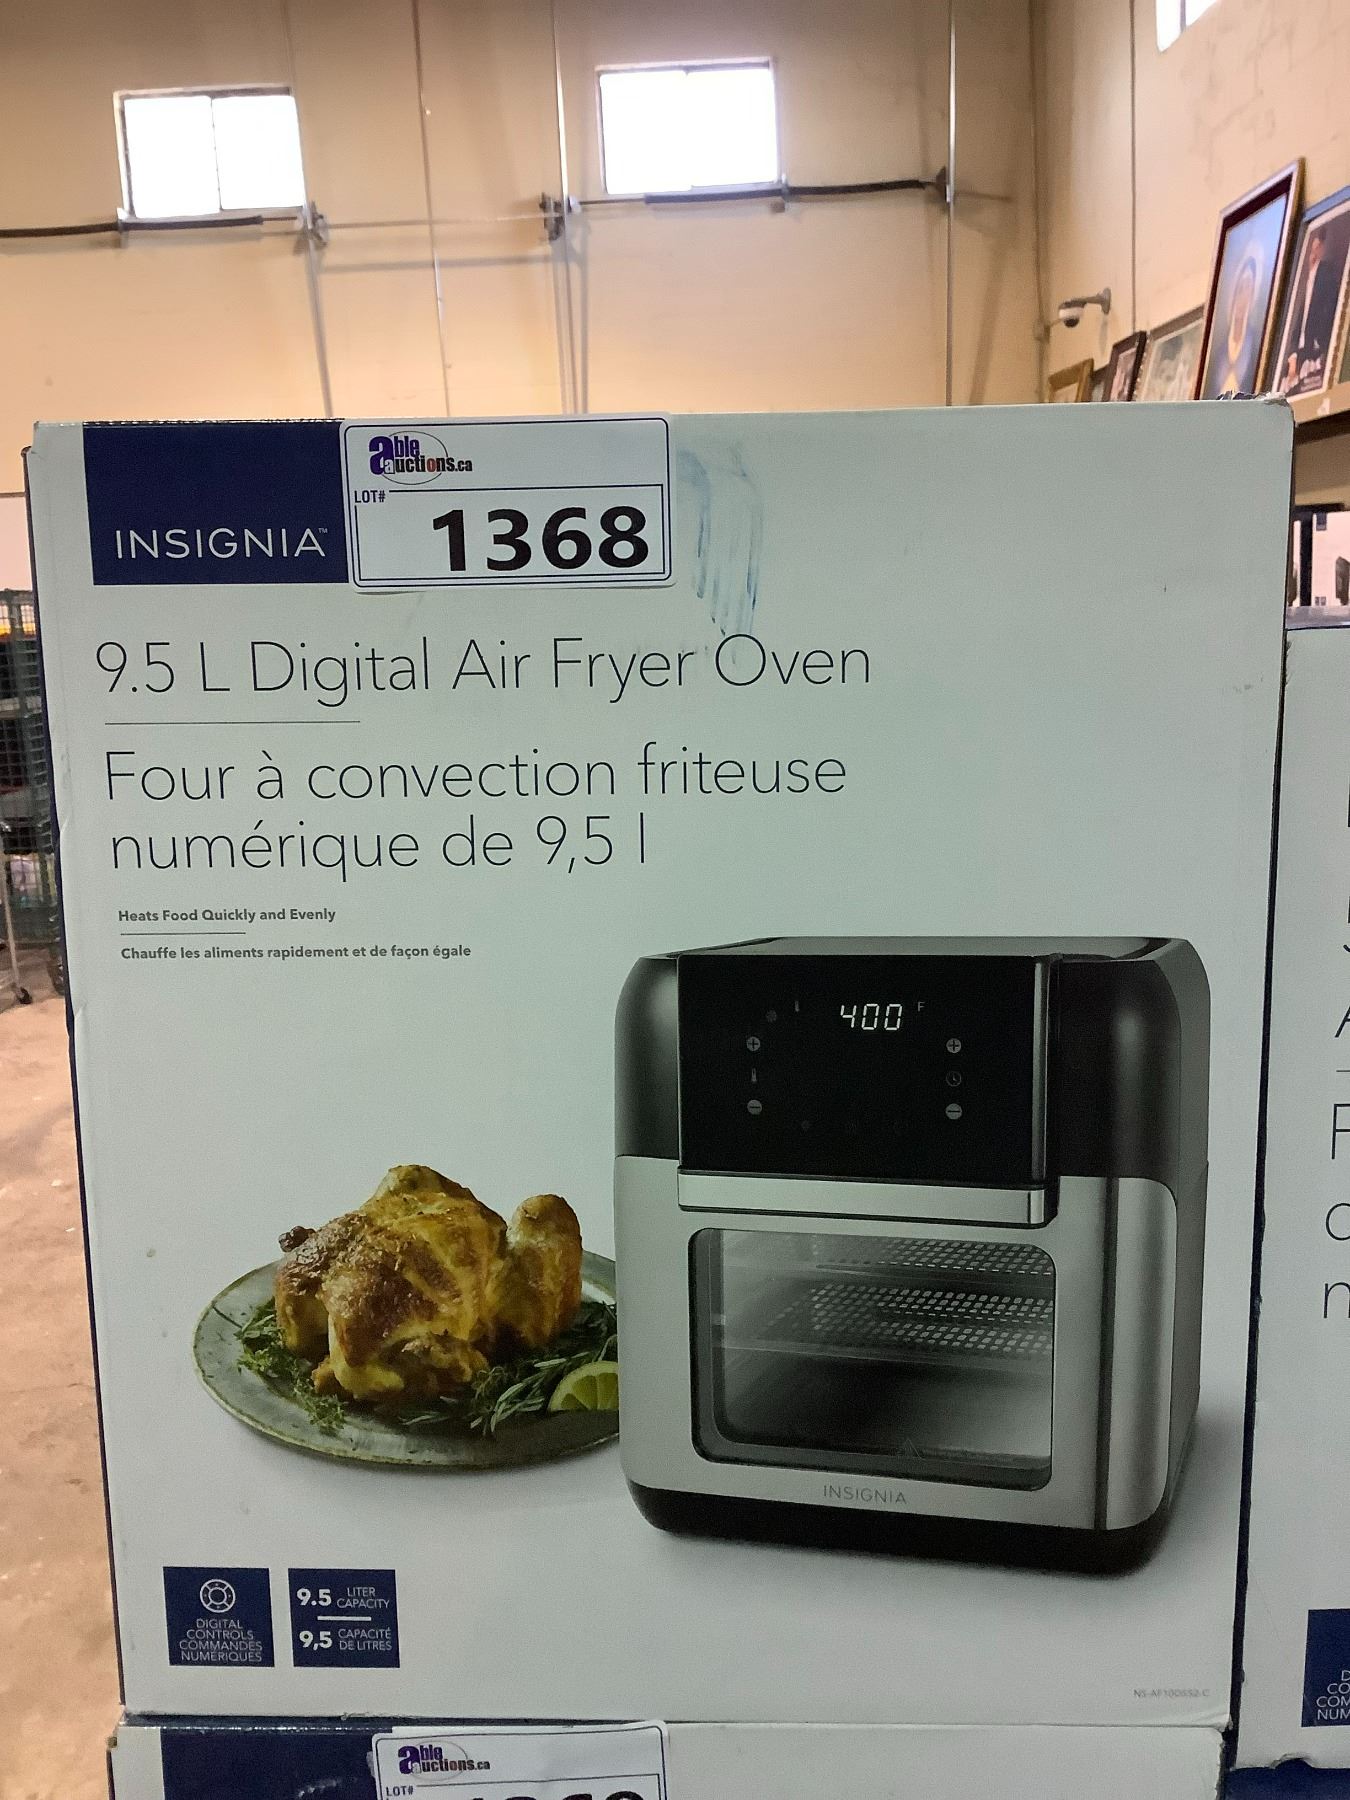 able
auctions.ca
LOT#
1368
INSIGNIA™
9.5 L Digital Air Fryer Oven
Four à convection friteuse
numérique de 9,5 l
Heats Food Quickly and Evenly
Chauffe les aliments rapidement et de façon égale
400 F
INSIGNIA
DIGITAL
CONTROLS
COMMANDES
NUMÉRIQUES
9.5 LITER
CAPACITY
9,5 CAPACITÉ
DE LITRES
able
auctions.ca
LOT#